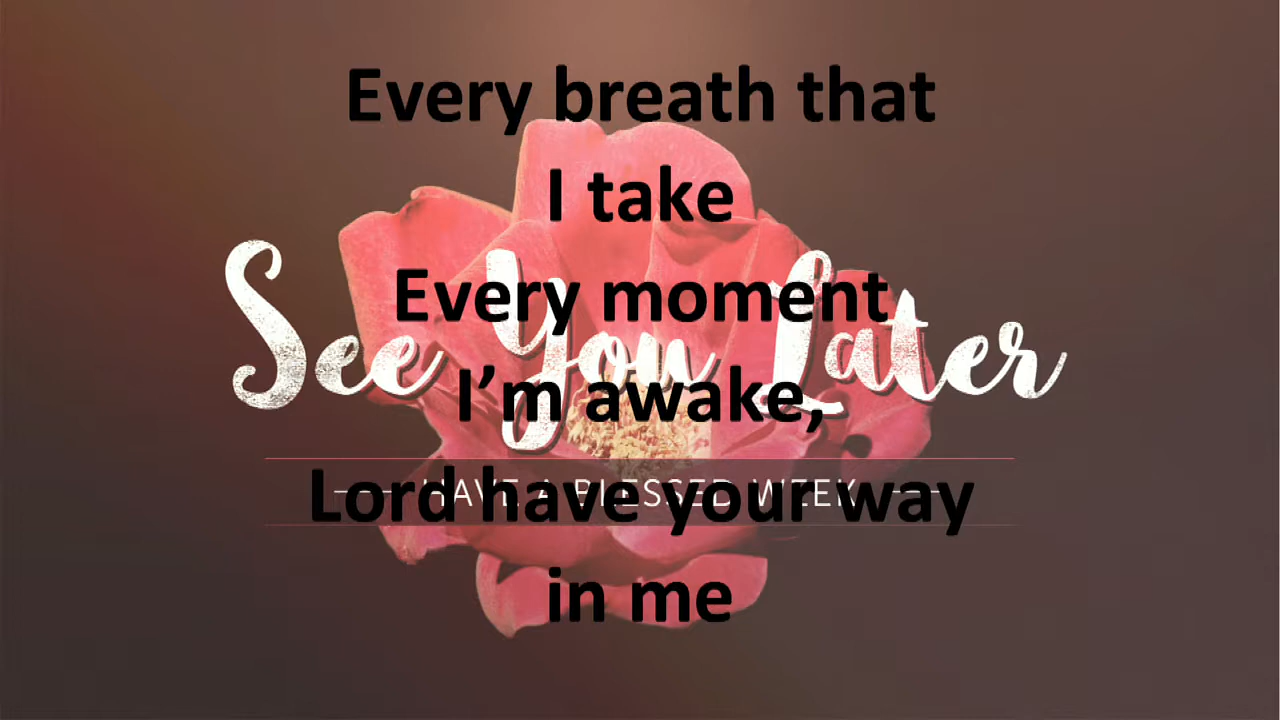 Every breath that
I take
Every moment
I’m awake,
Lord have your way
in me
See You Later
HAVE A BLESSED WEEK